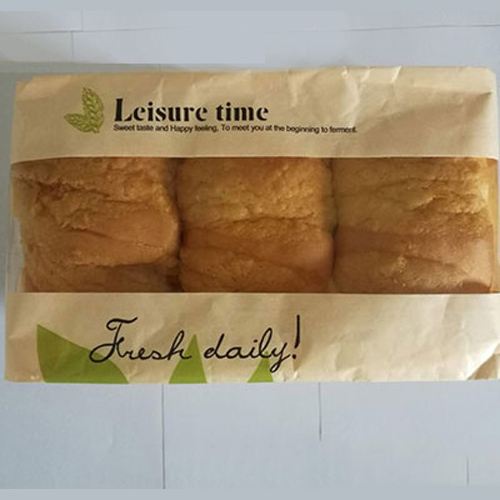 Leisure time
Sweet taste and Happy feeling, To meet you at the beginning to ferment.
Fresh daily!